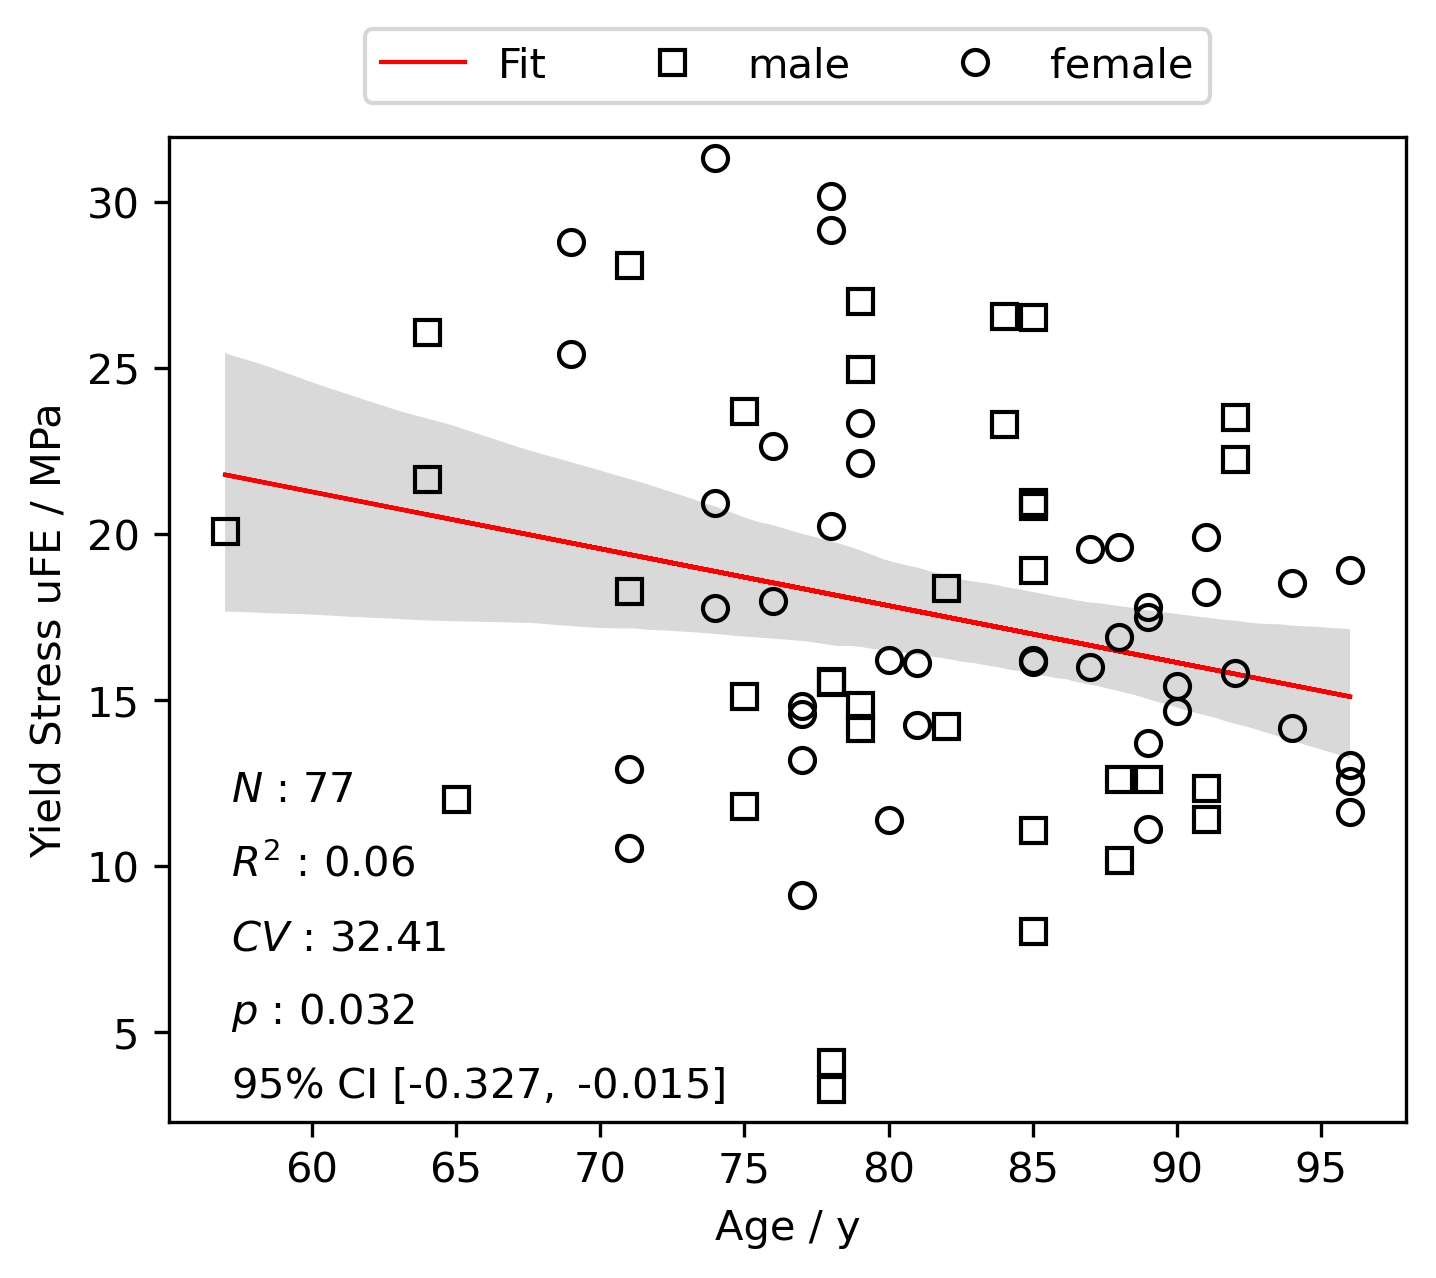 Fit male female
Yield Stress uFE / MPa
30
25
20
15
10
5
N : 77
R² : 0.06
CV : 32.41
p : 0.032
95% CI [-0.327, -0.015]
60 65 70 75 80 85 90 95
Age / y